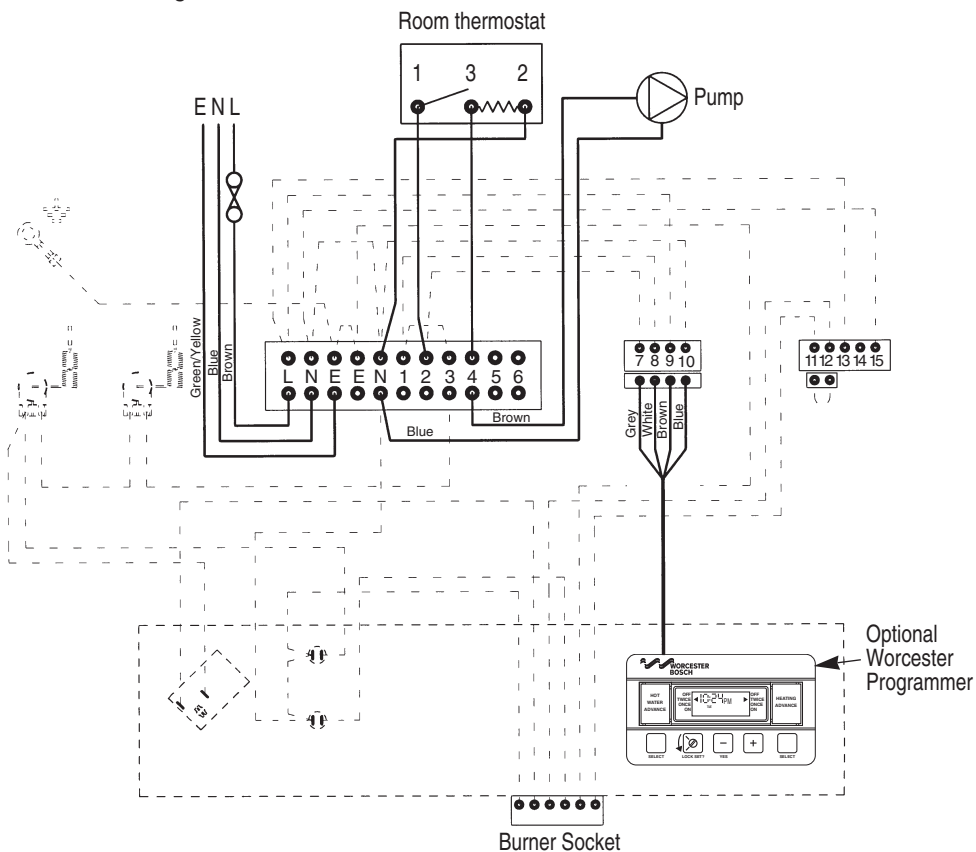 Room thermostat
1 3 2
Pump
E N L
Green/Yellow
Blue
Brown
L N E E N 1 2 3 4 5 6
Blue
Brown
7 8 9 10
Grey
White
Brown
Blue
11 12 13 14 15
Optional
Worcester
Programmer
WORCESTER
BOSCH
HOT
WATER
ADVANCE
OFF
TWICE
ONCE
ON
10:24 PM
OFF
TWICE
ONCE
ON
HEATING
ADVANCE
SELECT
LOCK SET?
–
YES
+
SELECT
Burner Socket